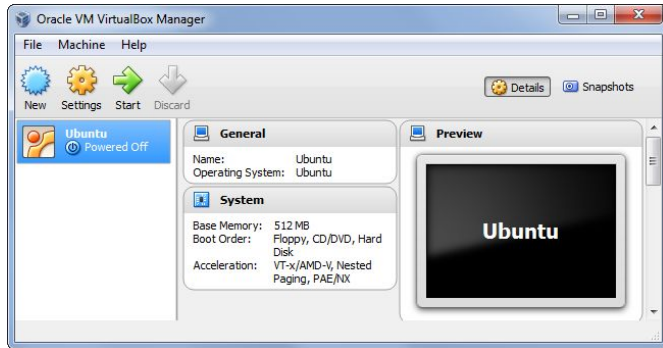 Oracle VM VirtualBox Manager
File Machine Help
New Settings Start Discard
Details Snapshots
Ubuntu
Powered Off
General
Name: Ubuntu
Operating System: Ubuntu
System
Base Memory: 512 MB
Boot Order: Floppy, CD/DVD, Hard
Disk
Acceleration: VT-x/AMD-V, Nested
Paging, PAE/NX
Preview
Ubuntu